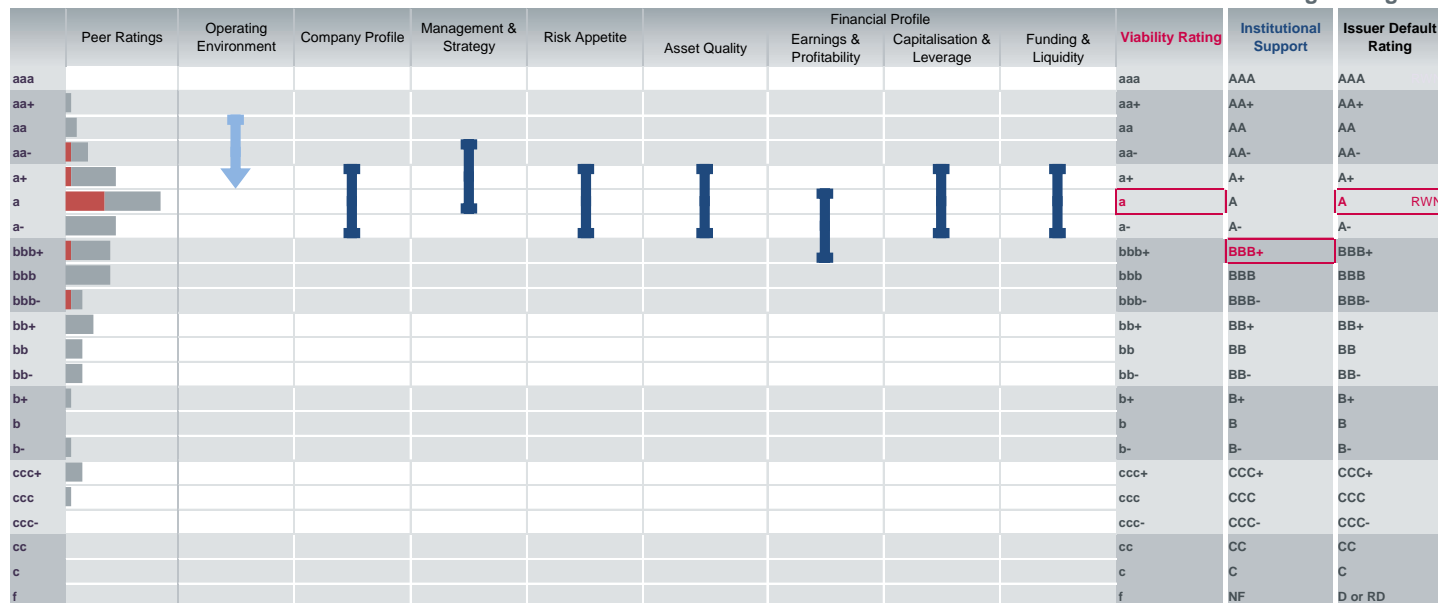 Financial Profile
Peer Ratings
Operating
Environment
Company Profile
Management &
Strategy
Risk Appetite
Asset Quality
Earnings &
Profitability
Capitalisation &
Leverage
Funding &
Liquidity
Viability Rating
Institutional
Support
Issuer Default
Rating
aaa aaa AAA AAA
aa+ aa+ AA+ AA+
aa aa AA AA
aa- aa- AA- AA-
a+ a+ A+ A+
a a A A RWN
a- a- A- A-
bbb+ bbb+ BBB+ BBB+
bbb bbb BBB BBB
bbb- bbb- BBB- BBB-
bb+ bb+ BB+ BB+
bb bb BB BB
bb- bb- BB- BB-
b+ b+ B+ B+
b b B B
b- b- B- B-
ccc+ ccc+ CCC+ CCC+
ccc ccc CCC CCC
ccc- ccc- CCC- CCC-
cc cc CC CC
c c C C
f f NF D or RD